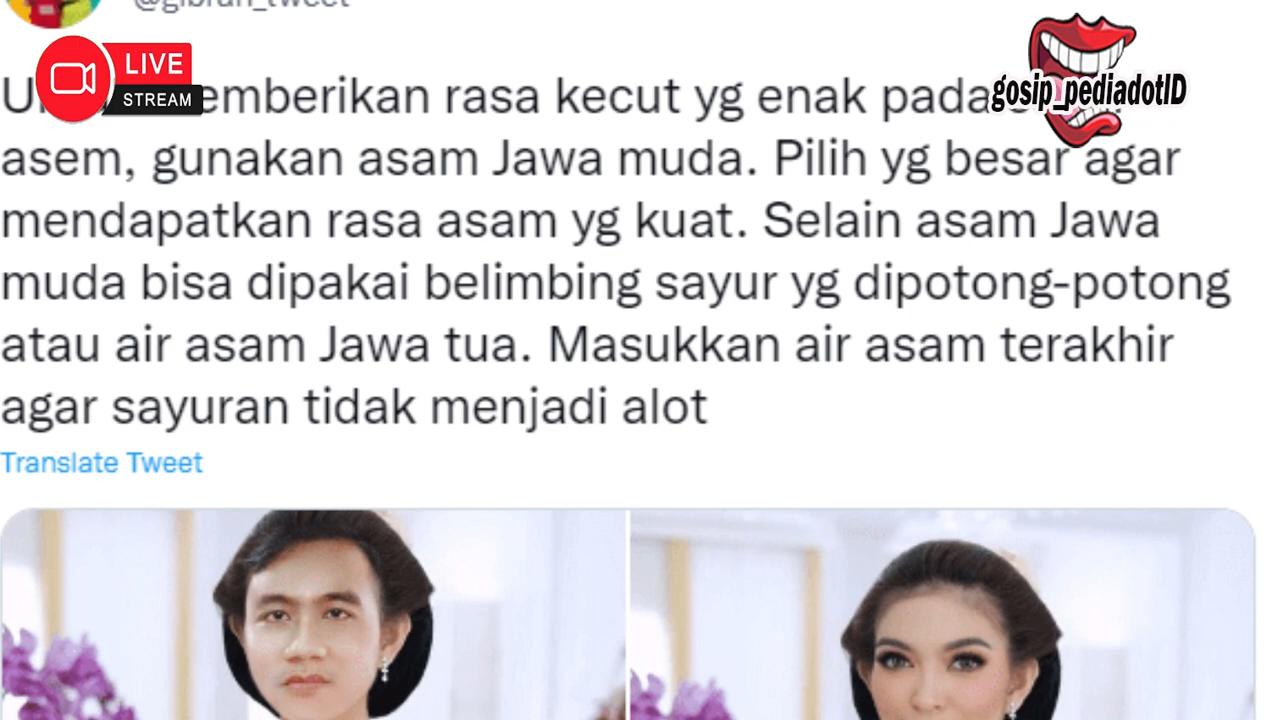 @gibran_tweet
LIVE
STREAM
gosip_pediadotID
emberikan rasa kecut yg enak pada
asem, gunakan asam Jawa muda. Pilih yg besar agar
mendapatkan rasa asam yg kuat. Selain asam Jawa
muda bisa dipakai belimbing sayur yg dipotong-potong
atau air asam Jawa tua. Masukkan air asam terakhir
agar sayuran tidak menjadi alot
Translate Tweet